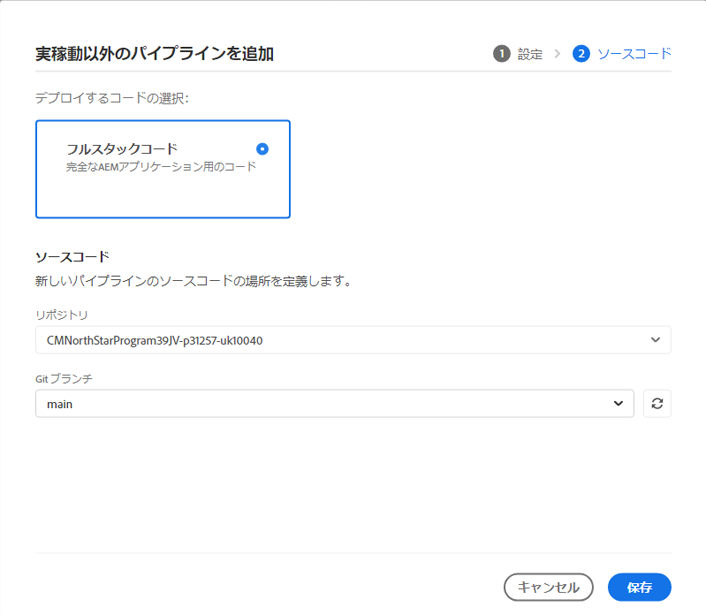 実稼動以外のパイプラインを追加
1 設定 > 2 ソースコード
デプロイするコードの選択:
フルスタックコード
完全なAEMアプリケーション用のコード
ソースコード
新しいパイプラインのソースコードの場所を定義します。
リポジトリ
CMNorthStarProgram39JV-p31257-uk10040
Git ブランチ
main
キャンセル 保存